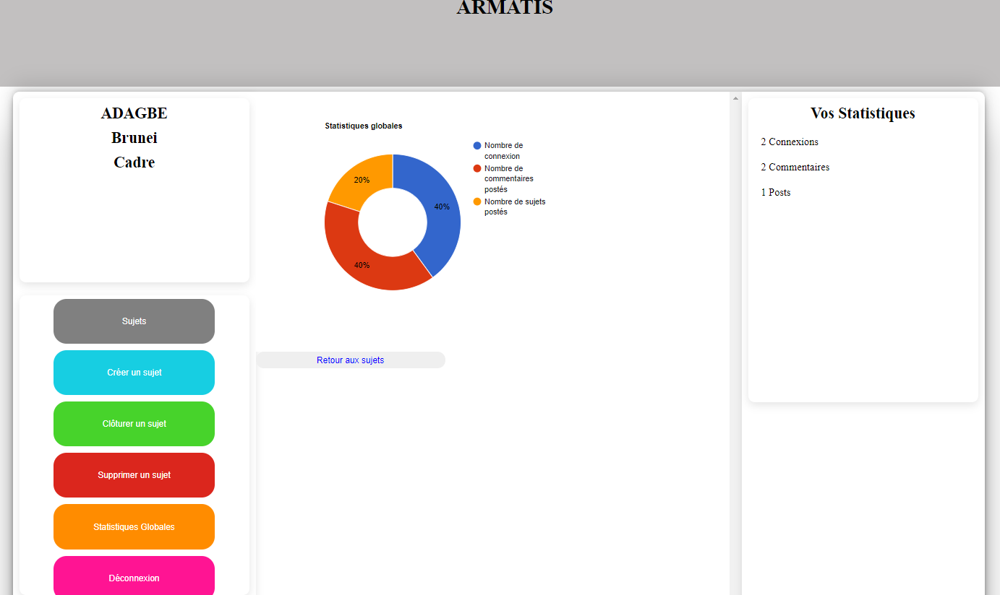 ARMATIS
ADAGBE
Brunei
Cadre
Sujets
Créer un sujet
Clôturer un sujet
Supprimer un sujet
Statistiques Globales
Déconnexion
Statistiques globales
20%
40%
40%
Nombre de
connexion
Nombre de
commentaires
postés
Nombre de sujets
postés
Retour aux sujets
Vos Statistiques
2 Connexions
2 Commentaires
1 Posts